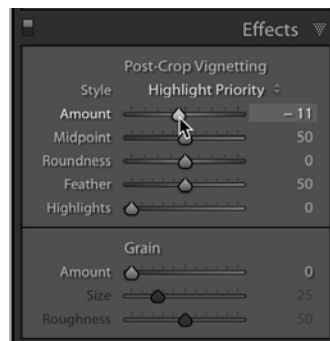 Effects
Post-Crop Vignetting
Style Highlight Priority
Amount – 11
Midpoint 50
Roundness 0
Feather 50
Highlights 0
Grain
Amount 0
Size 25
Roughness 50